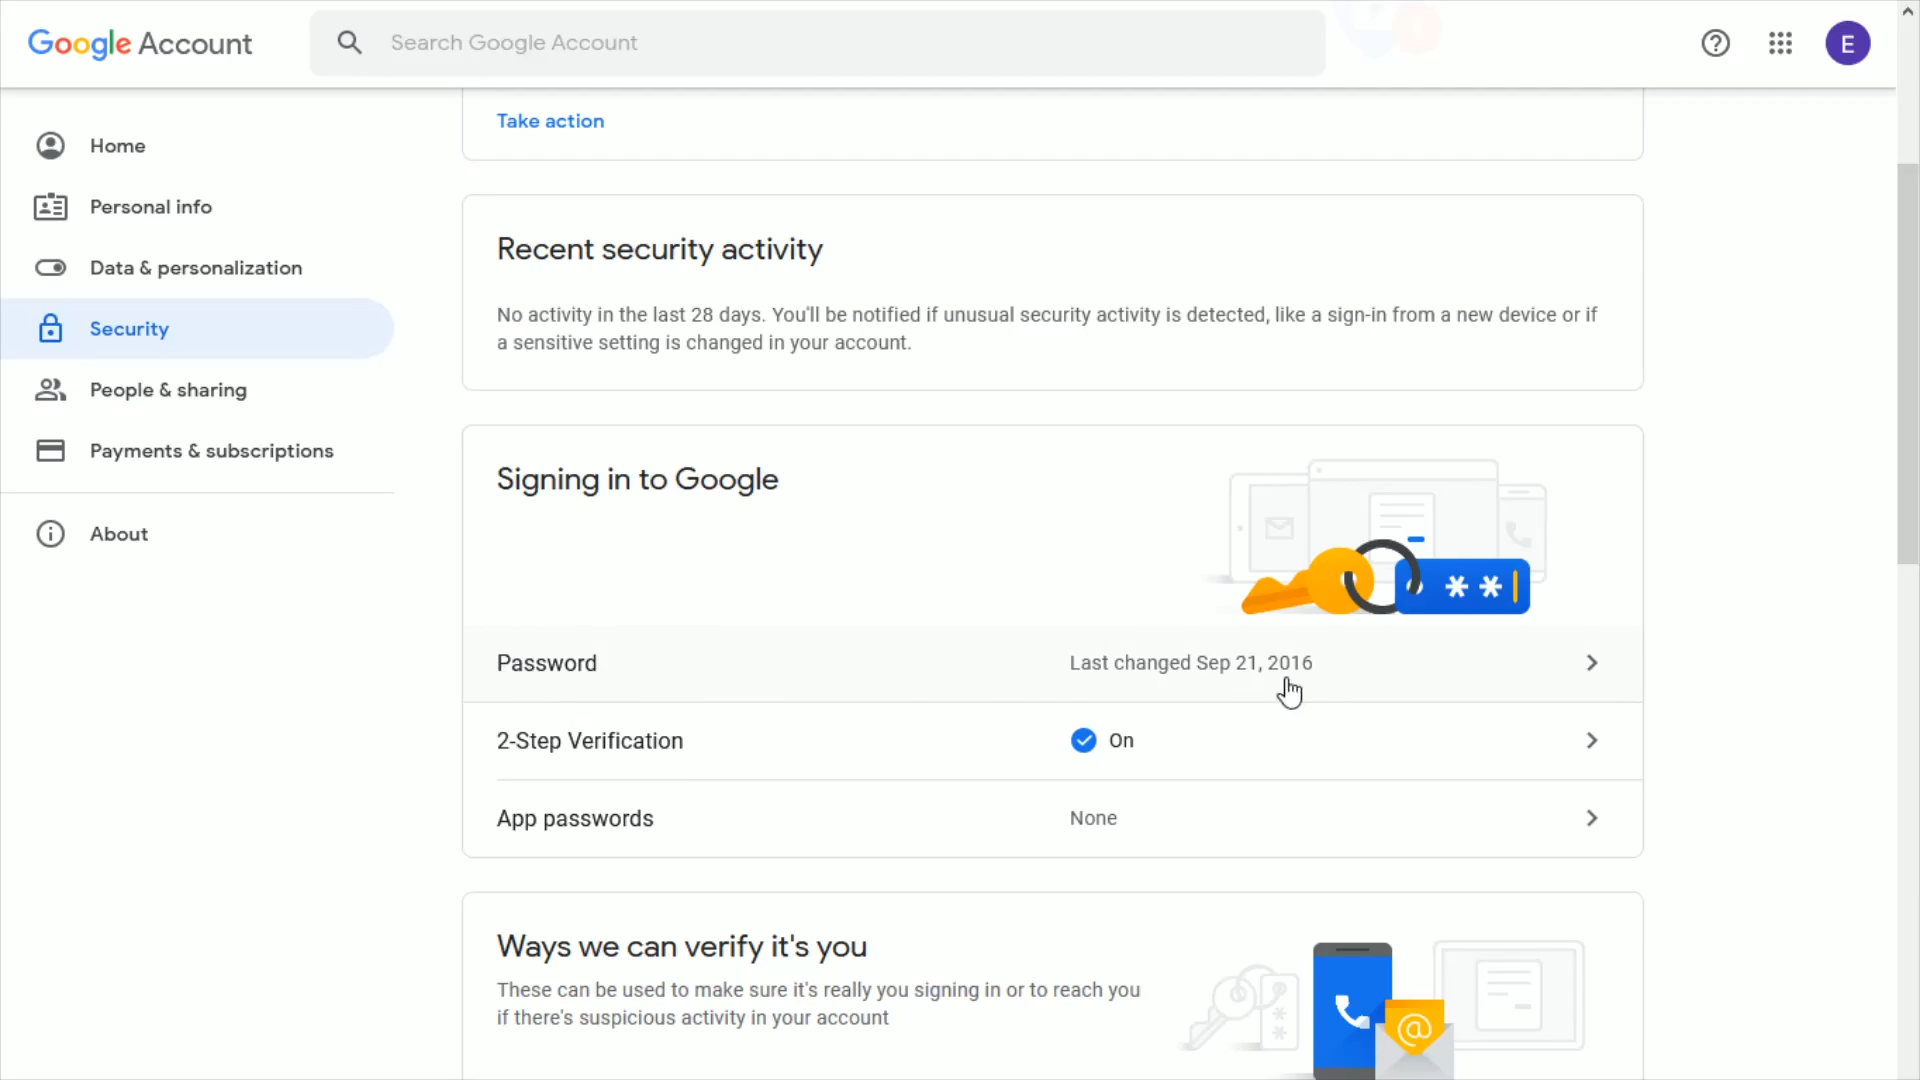 Google Account
Search Google Account
E
Home
Personal info
Data & personalization
Security
People & sharing
Payments & subscriptions
About
Take action
Recent security activity
No activity in the last 28 days. You'll be notified if unusual security activity is detected, like a sign-in from a new device or if
a sensitive setting is changed in your account.
Signing in to Google
**
Password
Last changed Sep 21, 2016
2-Step Verification
On
App passwords
None
Ways we can verify it's you
These can be used to make sure it's really you signing in or to reach you
if there's suspicious activity in your account
@